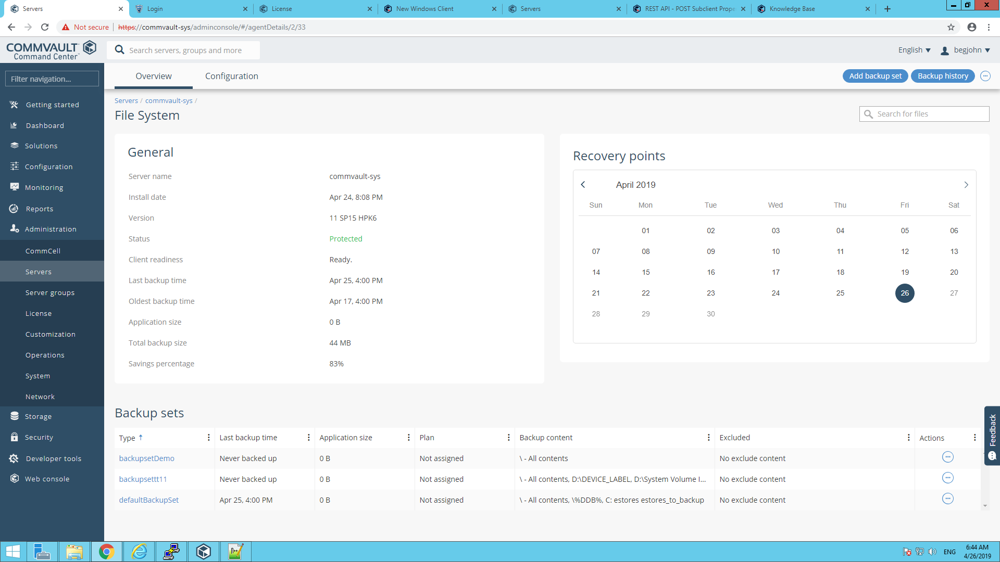 Servers
Login
License
New Windows Client
Servers
REST API - POST Subclient Prope
Knowledge Base
Not secure
https://commvault-sys/adminconsole/#/agentDetails/2/33
COMMVAULT
Command Center
Search servers, groups and more
English
begjohn
Filter navigation...
Overview
Configuration
Add backup set
Backup history
Getting started
Dashboard
Solutions
Configuration
Monitoring
Reports
Administration
CommCell
Servers
Server groups
License
Customization
Operations
System
Network
Storage
Security
Developer tools
Web console
Servers / commvault-sys /
File System
Search for files
General
Server name commvault-sys
Install date Apr 24, 8:08 PM
Version 11 SP15 HPK6
Status Protected
Client readiness Ready.
Last backup time Apr 25, 4:00 PM
Oldest backup time Apr 17, 4:00 PM
Application size 0 B
Total backup size 44 MB
Savings percentage 83%
Recovery points
April 2019
Sun Mon Tue Wed Thu Fri Sat
01 02 03 04 05 06
07 08 09 10 11 12 13
14 15 16 17 18 19 20
21 22 23 24 25 26 27
28 29 30
Backup sets
Type Last backup time Application size Plan Backup content Excluded Actions
backupsetDemo Never backed up 0 B Not assigned \ - All contents No exclude content
backupsettt11 Never backed up 0 B Not assigned \ - All contents, D:\DEVICE_LABEL, D:\System Volume I... No exclude content
defaultBackupSet Apr 25, 4:00 PM 0 B Not assigned \ - All contents, \%DDB%, C: estores estores_to_backup No exclude content
Feedback
ENG
6:44 AM
4/26/2019